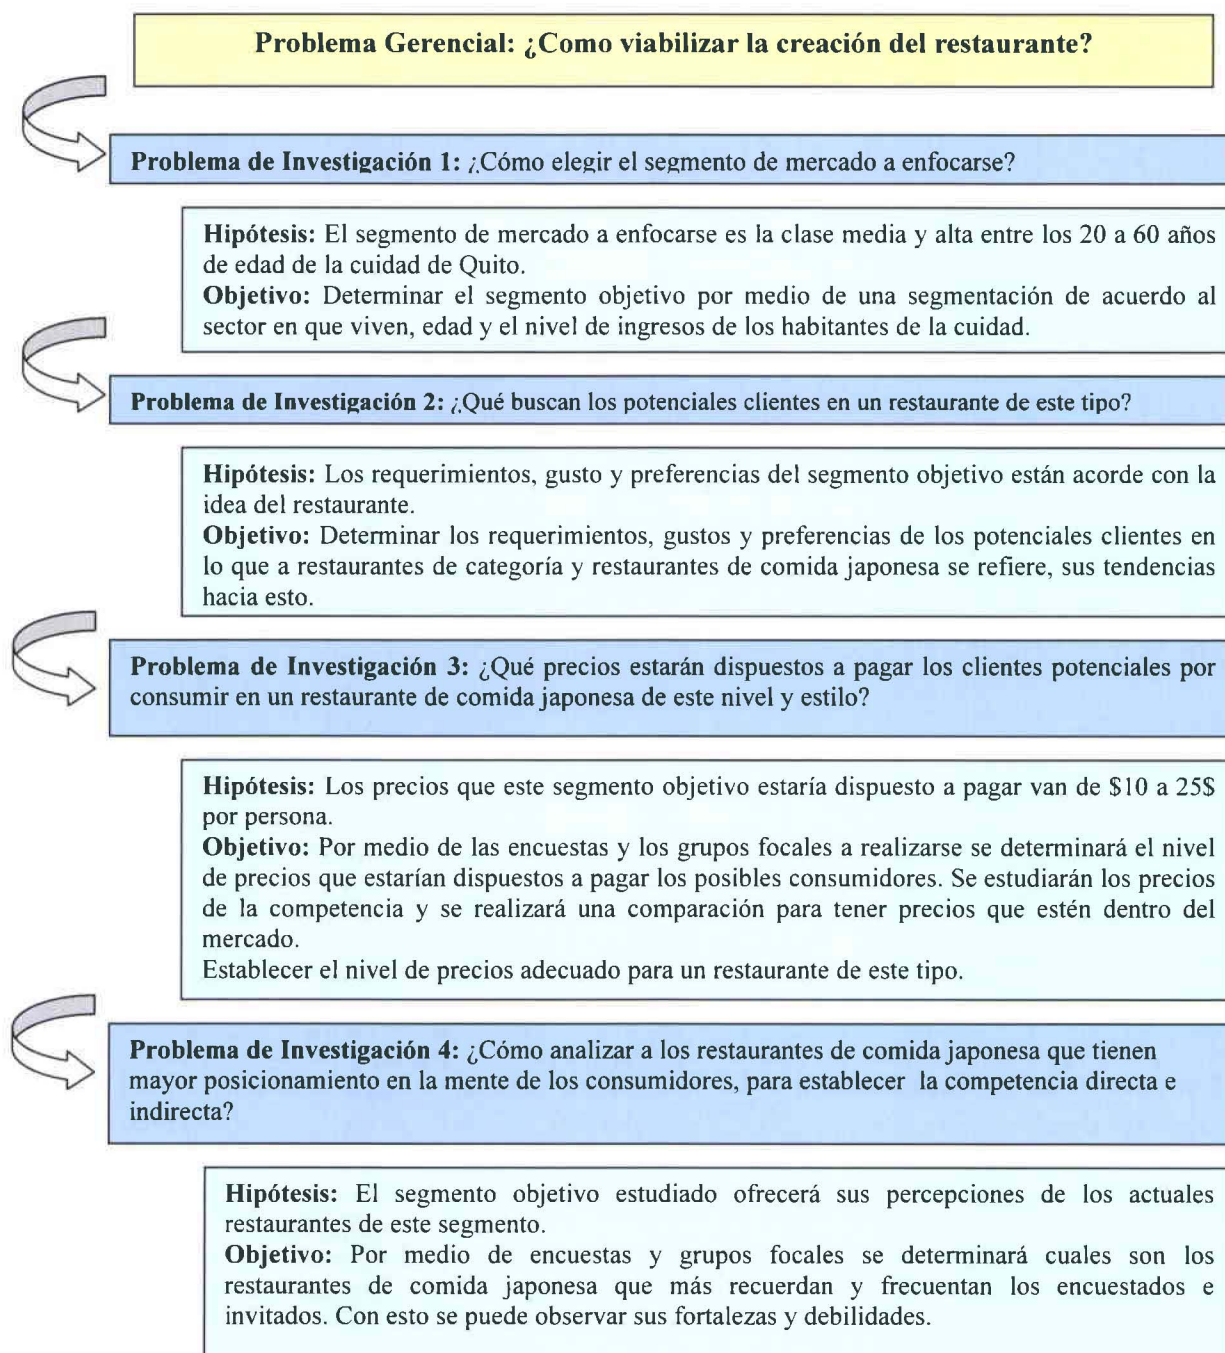 Problema Gerencial: ¿Como viabilizar la creación del restaurante?
Problema de Investigación 1: ¿Cómo elegir el segmento de mercado a enfocarse?
Hipótesis: El segmento de mercado a enfocarse es la clase media y alta entre los 20 a 60 años
de edad de la cuidad de Quito.
Objetivo: Determinar el segmento objetivo por medio de una segmentación de acuerdo al
sector en que viven, edad y el nivel de ingresos de los habitantes de la cuidad.
Problema de Investigación 2: ¿Qué buscan los potenciales clientes en un restaurante de este tipo?
Hipótesis: Los requerimientos, gusto y preferencias del segmento objetivo están acorde con la
idea del restaurante.
Objetivo: Determinar los requerimientos, gustos y preferencias de los potenciales clientes en
lo que a restaurantes de categoría y restaurantes de comida japonesa se refiere, sus tendencias
hacia esto.
Problema de Investigación 3: ¿Qué precios estarán dispuestos a pagar los clientes potenciales por
consumir en un restaurante de comida japonesa de este nivel y estilo?
Hipótesis: Los precios que este segmento objetivo estaría dispuesto a pagar van de $10 a 25$
por persona.
Objetivo: Por medio de las encuestas y los grupos focales a realizarse se determinará el nivel
de precios que estarían dispuestos a pagar los posibles consumidores. Se estudiarán los precios
de la competencia y se realizará una comparación para tener precios que estén dentro del
mercado.
Establecer el nivel de precios adecuado para un restaurante de este tipo.
Problema de Investigación 4: ¿Cómo analizar a los restaurantes de comida japonesa que tienen
mayor posicionamiento en la mente de los consumidores, para establecer la competencia directa e
indirecta?
Hipótesis: El segmento objetivo estudiado ofrecerá sus percepciones de los actuales
restaurantes de este segmento.
Objetivo: Por medio de encuestas y grupos focales se determinará cuales son los
restaurantes de comida japonesa que más recuerdan y frecuentan los encuestados e
invitados. Con esto se puede observar sus fortalezas y debilidades.